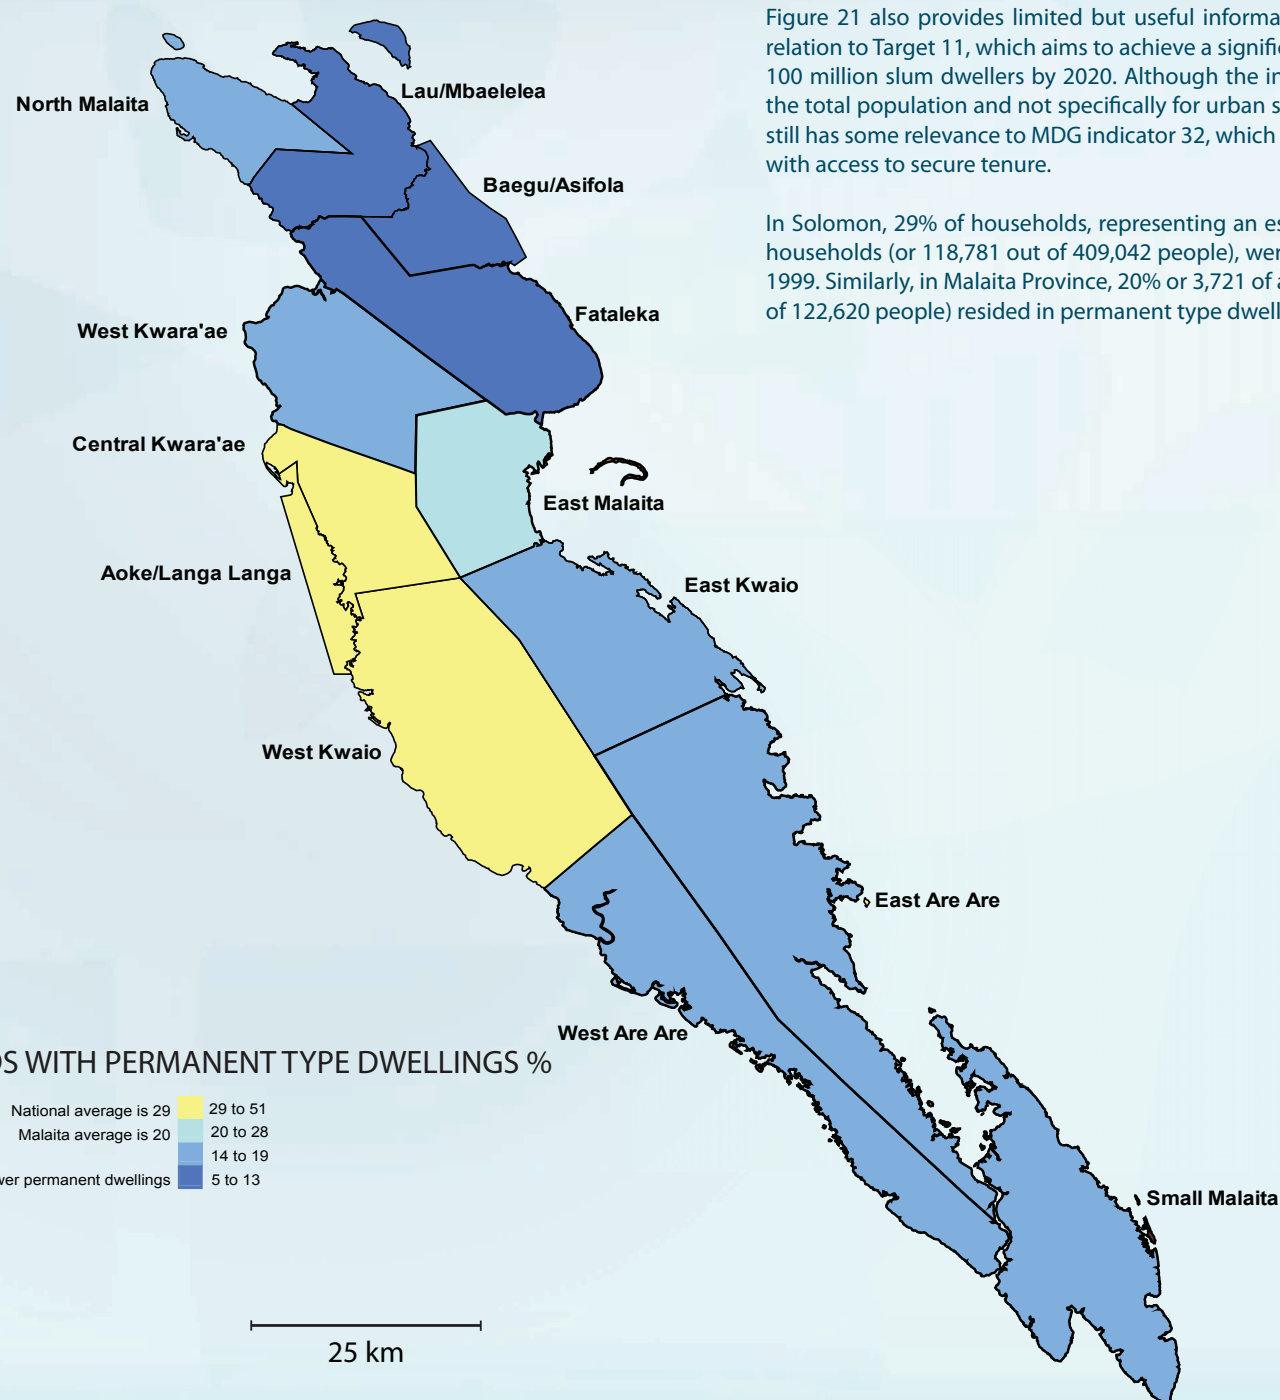 Figure 21 also provides limited but useful informa
relation to Target 11, which aims to achieve a signific
100 million slum dwellers by 2020. Although the in
the total population and not specifically for urban s
still has some relevance to MDG indicator 32, which
with access to secure tenure.
In Solomon, 29% of households, representing an es
households (or 118,781 out of 409,042 people), wer
1999. Similarly, in Malaita Province, 20% or 3,721 of a
of 122,620 people) resided in permanent type dwell
Lau/Mbaelelea
North Malaita
Baegu/Asifola
Fataleka
West Kwara'ae
Central Kwara'ae
East Malaita
Aoke/Langa Langa
East Kwaio
West Kwaio
East Are Are
West Are Are
Small Malaita
DS WITH PERMANENT TYPE DWELLINGS %
National average is 29 29 to 51
Malaita average is 20 20 to 28
14 to 19
wer permanent dwellings 5 to 13
25 km